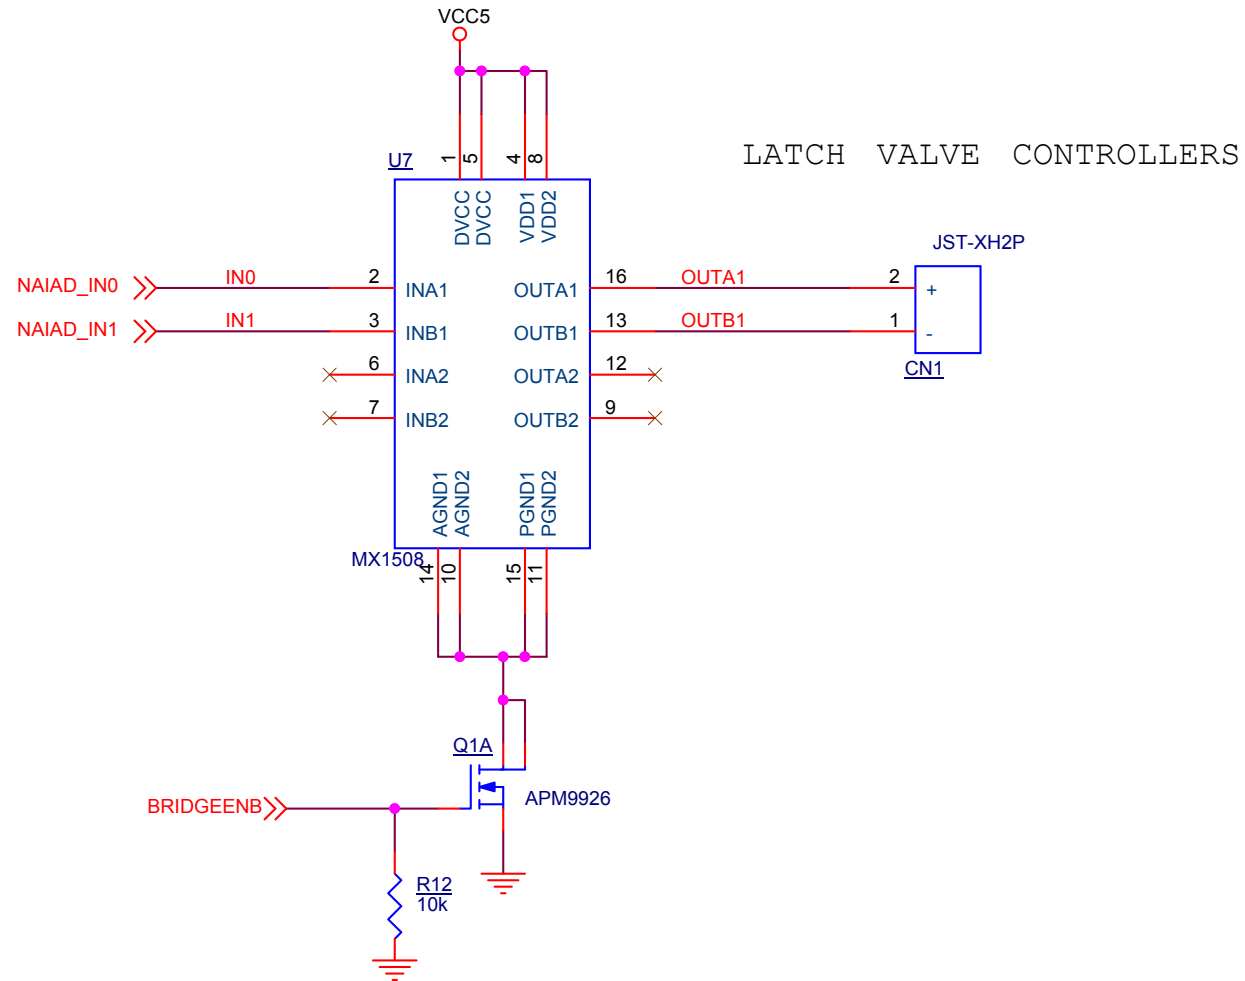 VCC5
LATCH VALVE CONTROLLERS
U7
1
5
4
8
DVCC
DVCC
VDD1
VDD2
JST-XH2P
NAIAD_IN0
IN0
2
INA1
OUTA1
16
OUTA1
2
+
NAIAD_IN1
IN1
3
INB1
OUTB1
13
OUTB1
1
-
6
INA2
OUTA2
12
CN1
7
INB2
OUTB2
9
AGND1
AGND2
PGND1
PGND2
MX1508
14
10
15
11
Q1A
APM9926
BRIDGEENB
R12
10k